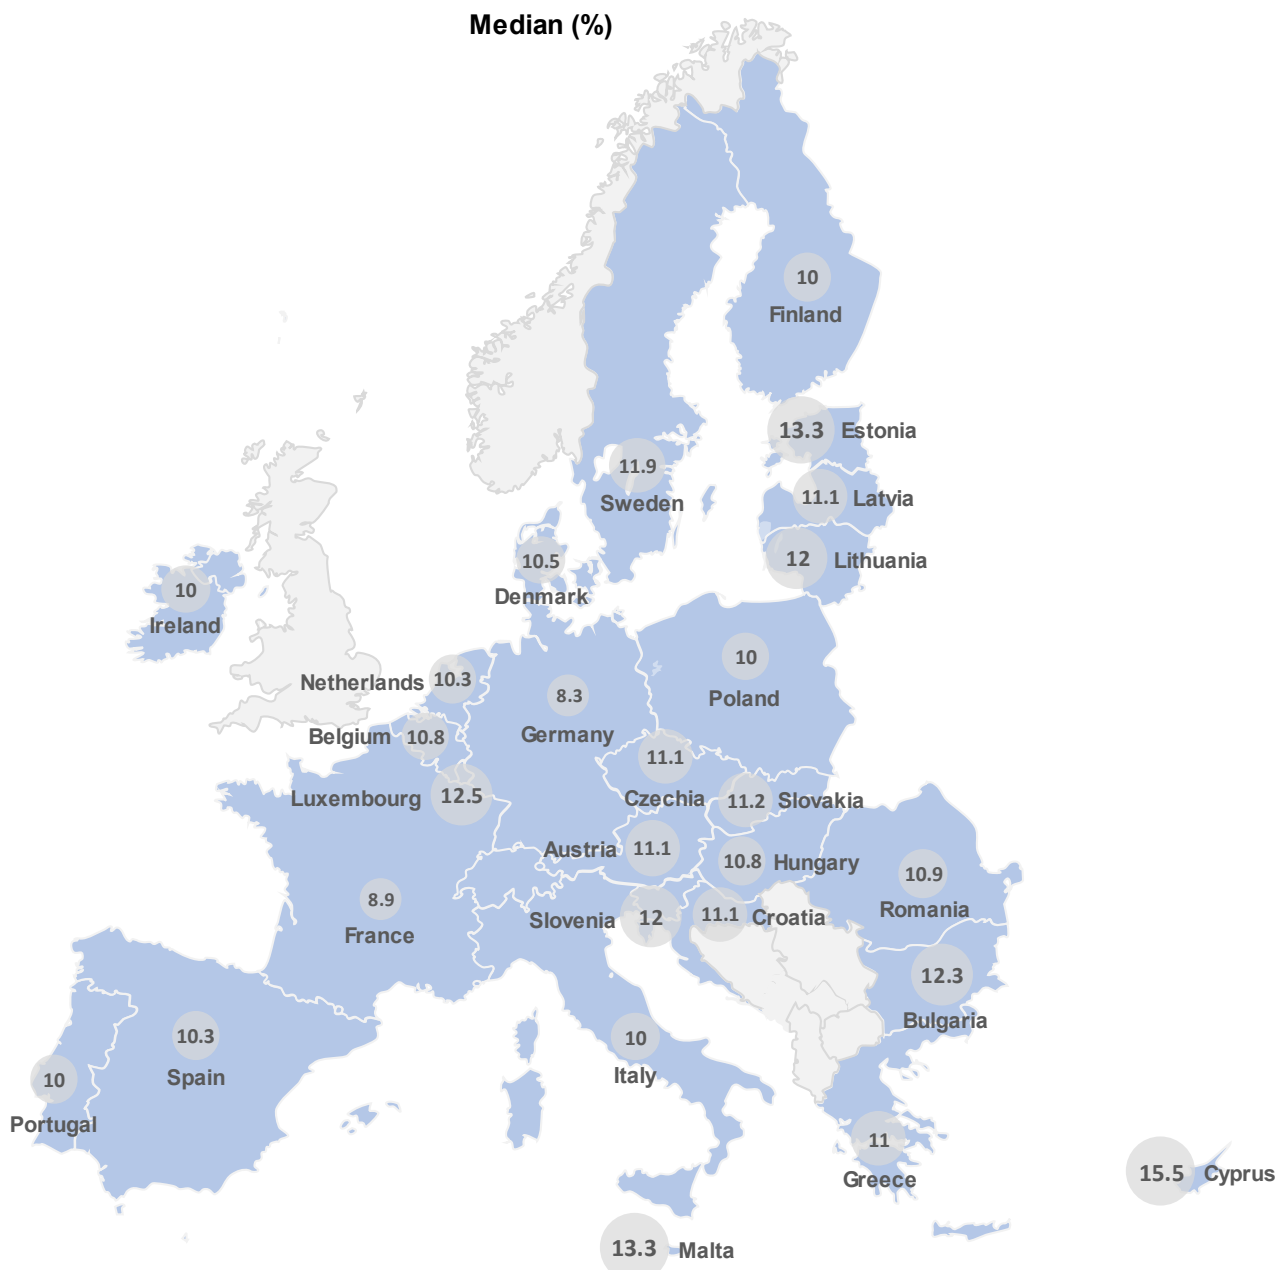 Median (%)
10
Finland
13.3
Estonia
11.9
Sweden
11.1
Latvia
12
Lithuania
10.5
Denmark
10
Ireland
10
Poland
10.3
Netherlands
8.3
Germany
10.8
Belgium
11.1
Czechia
12.5
Luxembourg
11.2
Slovakia
11.1
Austria
10.8
Hungary
10.9
Romania
8.9
France
12
Slovenia
11.1
Croatia
12.3
Bulgaria
10.3
Spain
10
Italy
10
Portugal
11
Greece
15.5
Cyprus
13.3
Malta